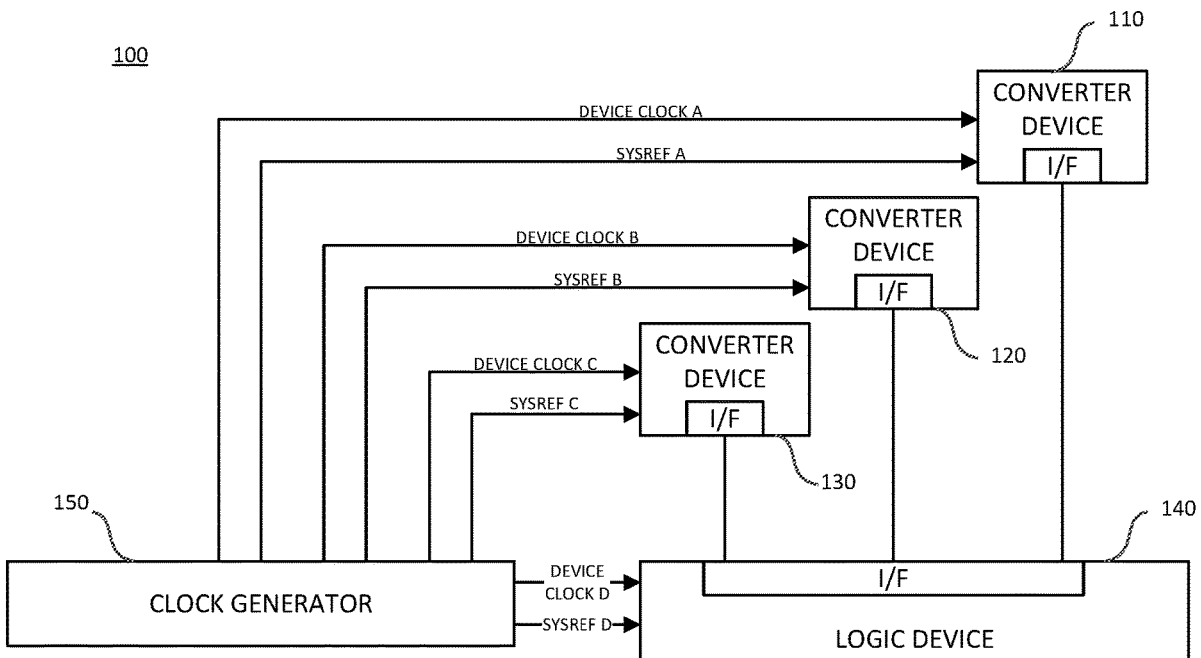 110
100
CONVERTER
DEVICE
I/F
DEVICE CLOCK A
SYSREF A
CONVERTER
DEVICE
I/F
DEVICE CLOCK B
SYSREF B
120
CONVERTER
DEVICE
I/F
DEVICE CLOCK C
SYSREF C
130
150
140
CLOCK GENERATOR
DEVICE
CLOCK D
SYSREF D
I/F
LOGIC DEVICE